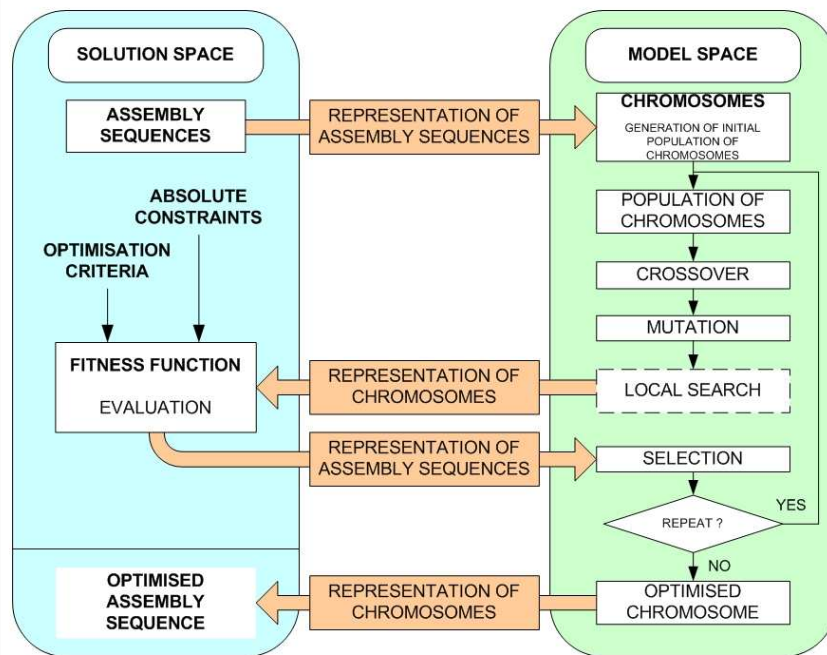 SOLUTION SPACE
MODEL SPACE
ASSEMBLY
SEQUENCES
REPRESENTATION OF
ASSEMBLY SEQUENCES
CHROMOSOMES
GENERATION OF INITIAL
POPULATION OF
CHROMOSOMES
ABSOLUTE
CONSTRAINTS
OPTIMISATION
CRITERIA
POPULATION OF
CHROMOSOMES
CROSSOVER
MUTATION
FITNESS FUNCTION
EVALUATION
REPRESENTATION OF
CHROMOSOMES
LOCAL SEARCH
REPRESENTATION OF
ASSEMBLY SEQUENCES
SELECTION
YES
REPEAT ?
NO
OPTIMISED
ASSEMBLY
SEQUENCE
REPRESENTATION OF
CHROMOSOMES
OPTIMISED
CHROMOSOME